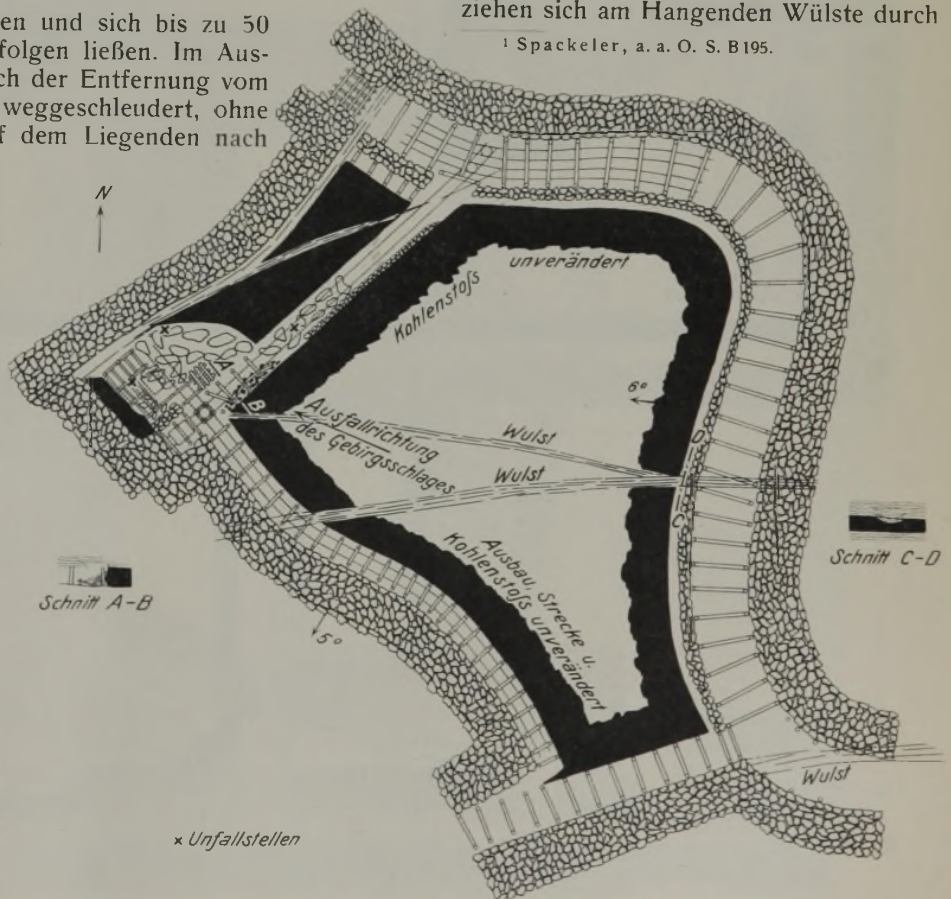 en und sich bis zu 50
folgen ließen. Im Aus-
ch der Entfernung vom
weggeschleudert, ohne
f dem Liegenden nach
ziehen sich am Hangenden Wülste durch
¹ Spackeler, a. a. O. S. B 195.
N
unverändert
Kohlenstoſs
A
B
6°
Ausfallrichtung
des Gebirgsschlages
Wulst
Wulst
D
C
Schnitt C-D
Schnitt A-B
Ausbau, Strecke u.
Kohlenstoſs unverändert
5°
Wulst
× Unfallstellen